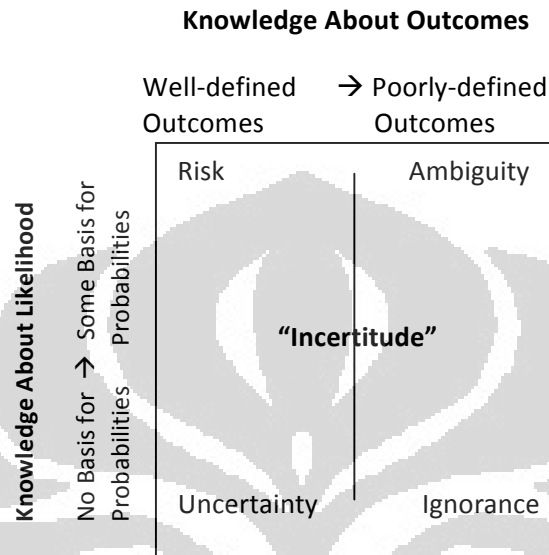 Knowledge About Outcomes
Well-defined → Poorly-defined
Outcomes Outcomes
Risk Ambiguity
Knowledge About Likelihood
No Basis for → Some Basis for
Probabilities Probabilities
“Incertitude”
Uncertainty Ignorance